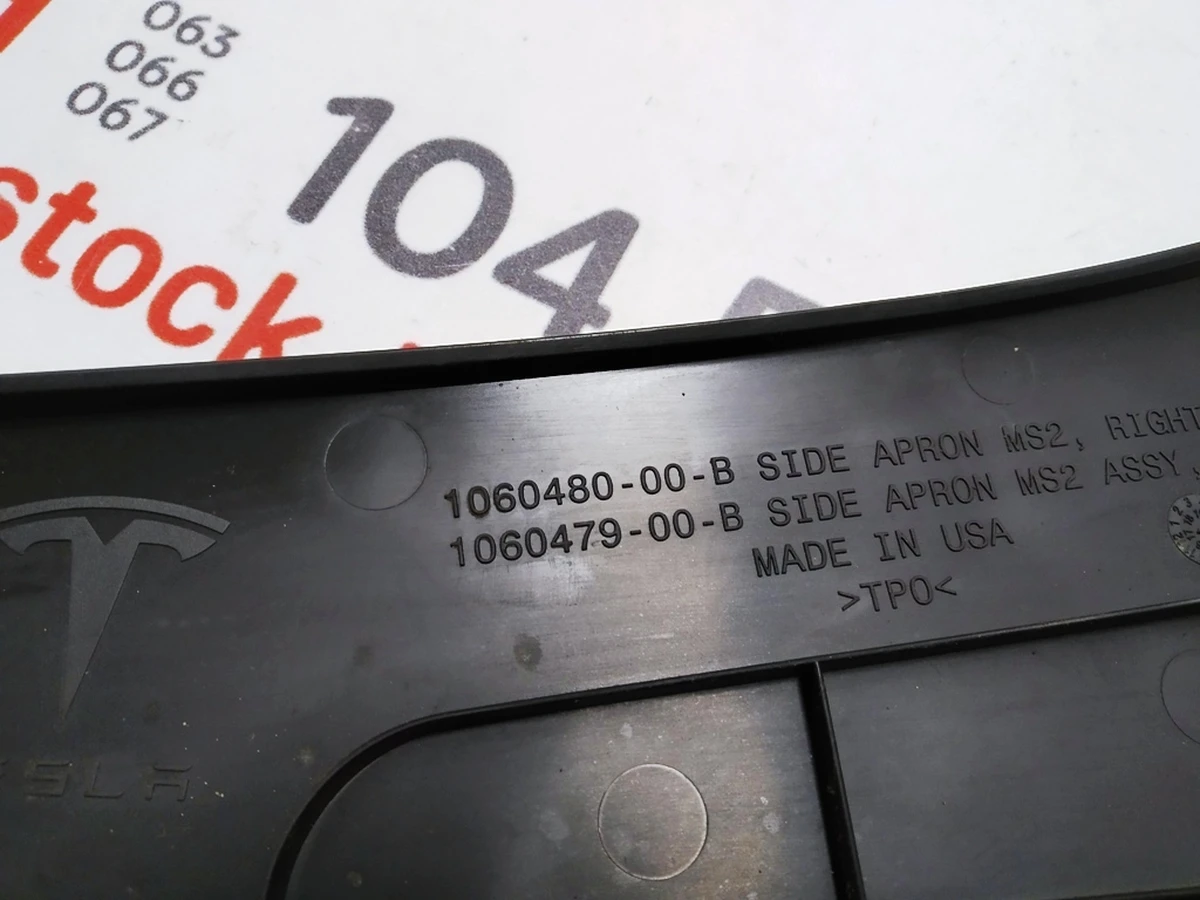 063
066
067
104
stock
1060480-00-B SIDE APRON MS2, RIGHT
1060479-00-B SIDE APRON MS2 ASSY,
MADE IN USA
>TPO<
SLA